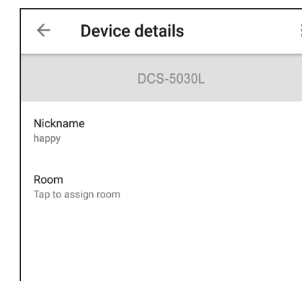 Device details
DCS-5030L
Nickname
happy
Room
Tap to assign room